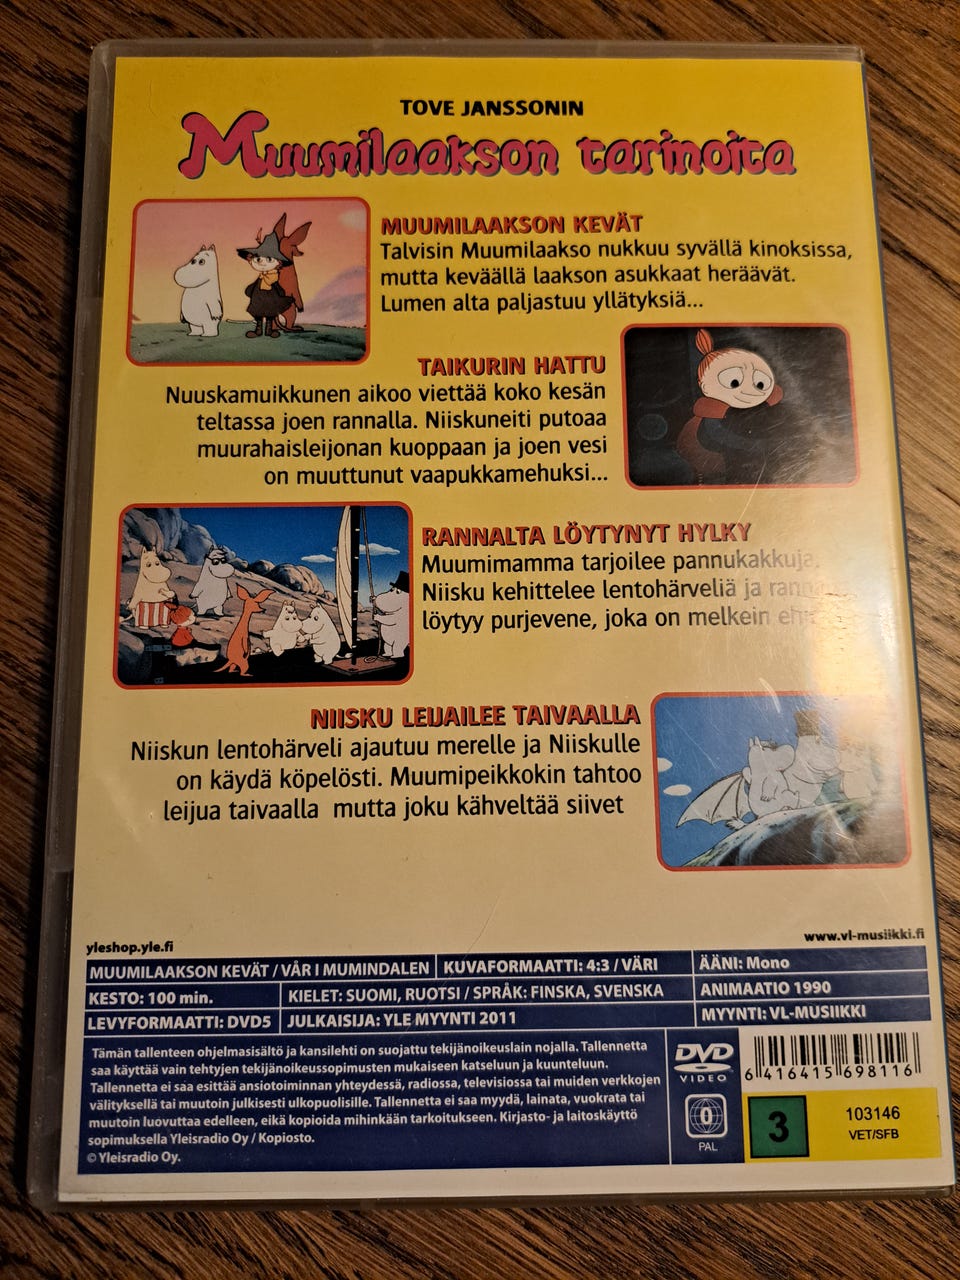 TOVE JANSSONIN
Muumilaakson tarinoita
MUUMILAAKSON KEVÄT
Talvisin Muumilaakso nukkuu syvällä kinoksissa,
mutta keväällä laakson asukkaat heräävät.
Lumen alta paljastuu yllätyksiä...
TAIKURIN HATTU
Nuuskamuikkunen aikoo viettää koko kesän
teltassa joen rannalla. Niiskuneiti putoaa
muurahaisleijonan kuoppaan ja joen vesi
on muuttunut vaapukkamehuksi...
RANNALTA LÖYTYNYT HYLKY
Muumimamma tarjoilee pannukakkuja.
Niisku kehittelee lentohärveliä ja
löytyy purjevene, joka on melkein
NIISKU LEIJAILEE TAIVAALLA
Niiskun lentohärveli ajautuu merelle ja Niiskulle
on käydä köpelösti. Muumipeikkokin tahtoo
leijua taivaalla mutta joku kähveltää siivet
yleshop.yle.fi
www.vl-musiikki.fi
MUUMILAAKSON KEVÄT / VÅR I MUMINDALEN KUVAFORMAATTI: 4:3 / VÄRI ÄÄNI: Mono
KESTO: 100 min. KIELET: SUOMI, RUOTSI / SPRÅK: FINSKA, SVENSKA ANIMAATIO 1990
LEVYFORMAATTI: DVD5 JULKAISIJA: YLE MYYNTI 2011 MYYNTI: VL-MUSIIKKI
Tämän tallenteen ohjelmasisältö ja kansilehti on suojattu tekijänoikeuslain nojalla. Tallennetta
saa käyttää vain tehtyjen tekijänoikeussopimusten mukaiseen katseluun ja kuunteluun.
Tallennetta ei saa esittää ansiotoiminnan yhteydessä, radiossa, televisiossa tai muiden verkkojen
välityksellä tai muutoin julkisesti ulkopuolisille. Tallennetta ei saa myydä, lainata, vuokrata tai
muutoin luovuttaa edelleen, eikä kopioida mihinkään tarkoitukseen. Kirjasto- ja laitoskäyttö
sopimuksella Yleisradio Oy / Kopiosto.
© Yleisradio Oy.
DVD
VIDEO
0
PAL
6 416415 698116
3
103146
VET/SFB